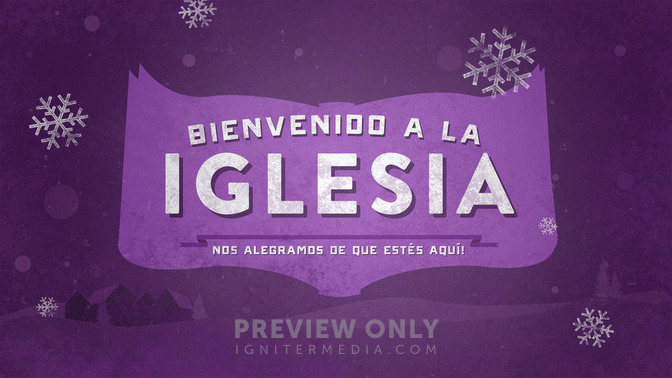 BIENVENIDO A LA
IGLESIA
NOS ALEGRAMOS DE QUE ESTÉS AQUÍ!
PREVIEW ONLY
IGNITERMEDIA.COM